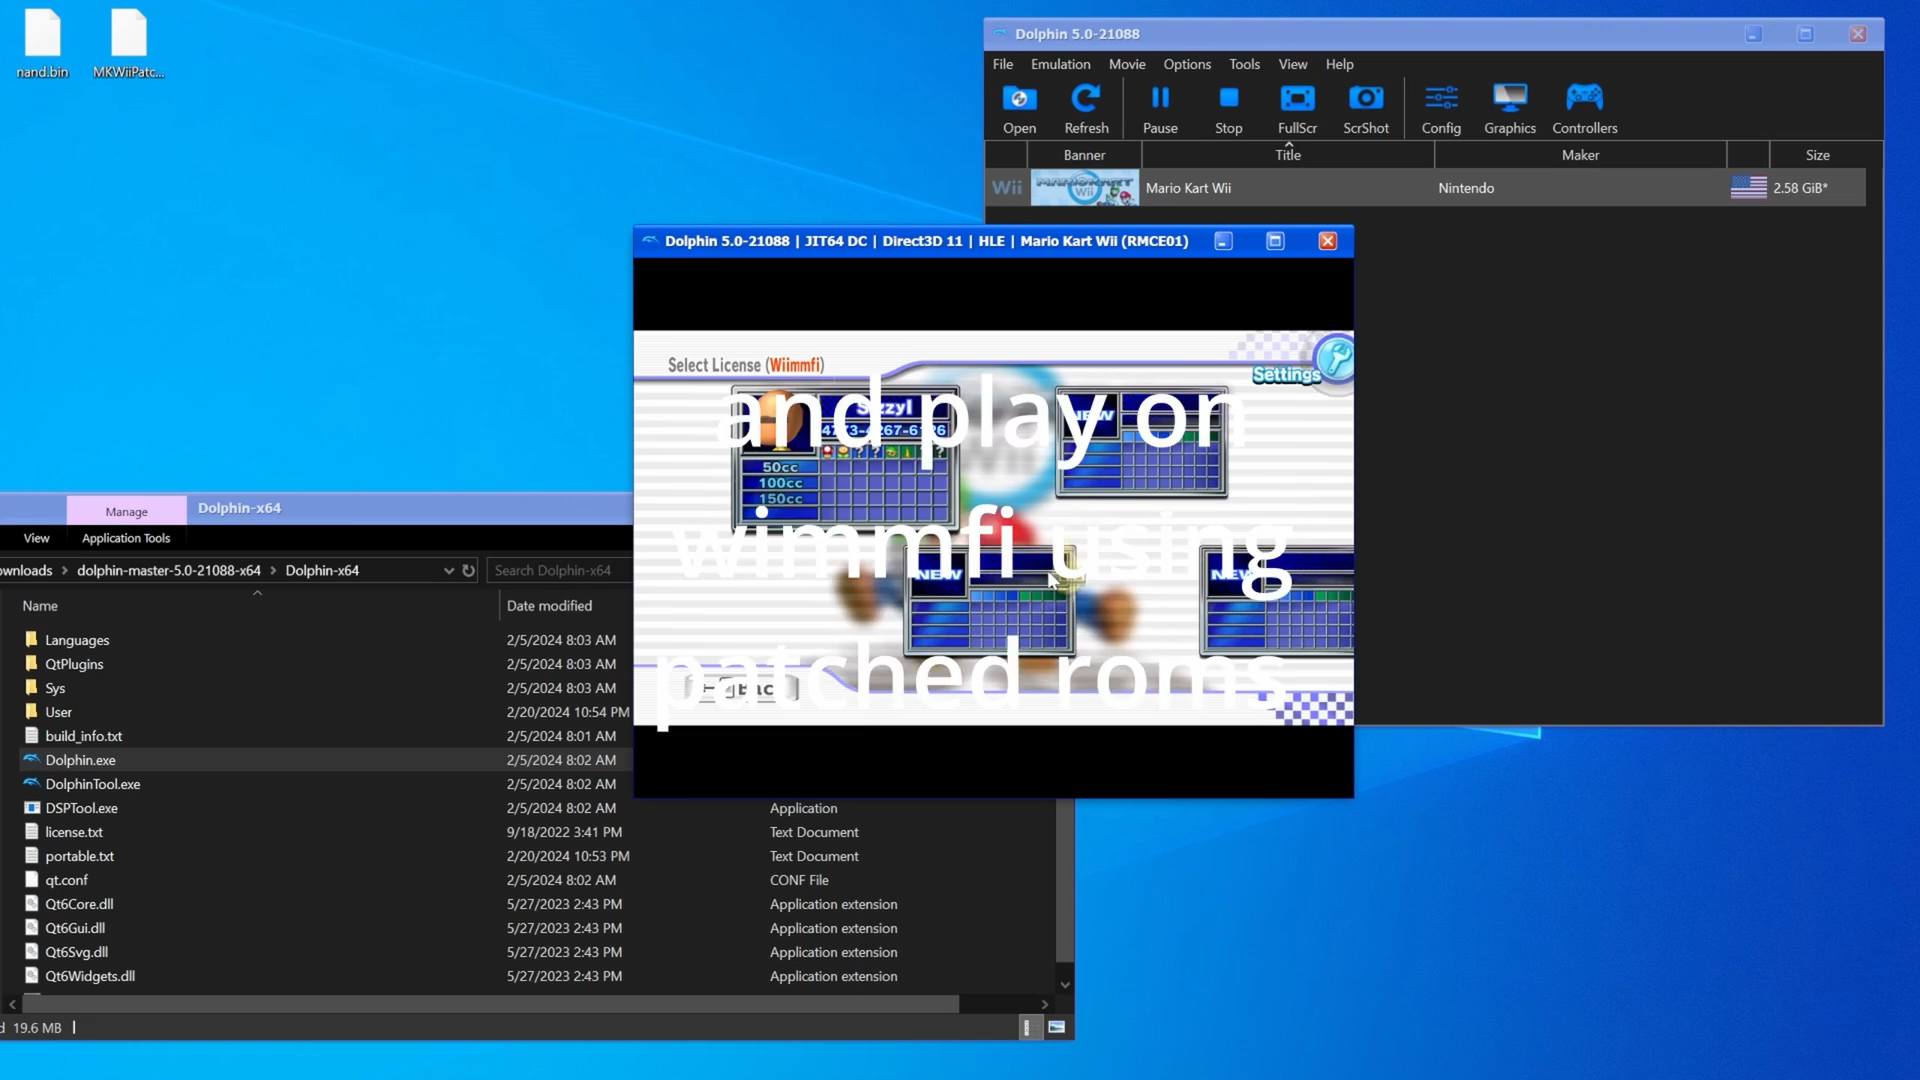 nand.bin
MKWiiPatc...
Dolphin 5.0-21088
File Emulation Movie Options Tools View Help
Open Refresh Pause Stop FullScr ScrShot Config Graphics Controllers
Banner Title Maker Size
Wii MARIOKART Wii Mario Kart Wii Nintendo 2.58 GiB*
Dolphin 5.0-21088 | JIT64 DC | Direct3D 11 | HLE | Mario Kart Wii (RMCE01)
Select License (Wiimmfi)
Settings
and play on
NEW
50cc
100cc
150cc
wimmfi using
NEW NEW
patched roms
Manage Dolphin-x64
View Application Tools
ownloads > dolphin-master-5.0-21088-x64 > Dolphin-x64 Search Dolphin-x64
Name Date modified
Languages 2/5/2024 8:03 AM
QtPlugins 2/5/2024 8:03 AM
Sys 2/5/2024 8:03 AM
User 2/20/2024 10:54 PM
build_info.txt 2/5/2024 8:01 AM
Dolphin.exe 2/5/2024 8:02 AM
DolphinTool.exe 2/5/2024 8:02 AM
DSPTool.exe 2/5/2024 8:02 AM Application
license.txt 9/18/2022 3:41 PM Text Document
portable.txt 2/20/2024 10:53 PM Text Document
qt.conf 2/5/2024 8:02 AM CONF File
Qt6Core.dll 5/27/2023 2:43 PM Application extension
Qt6Gui.dll 5/27/2023 2:43 PM Application extension
Qt6Svg.dll 5/27/2023 2:43 PM Application extension
Qt6Widgets.dll 5/27/2023 2:43 PM Application extension
d 19.6 MB